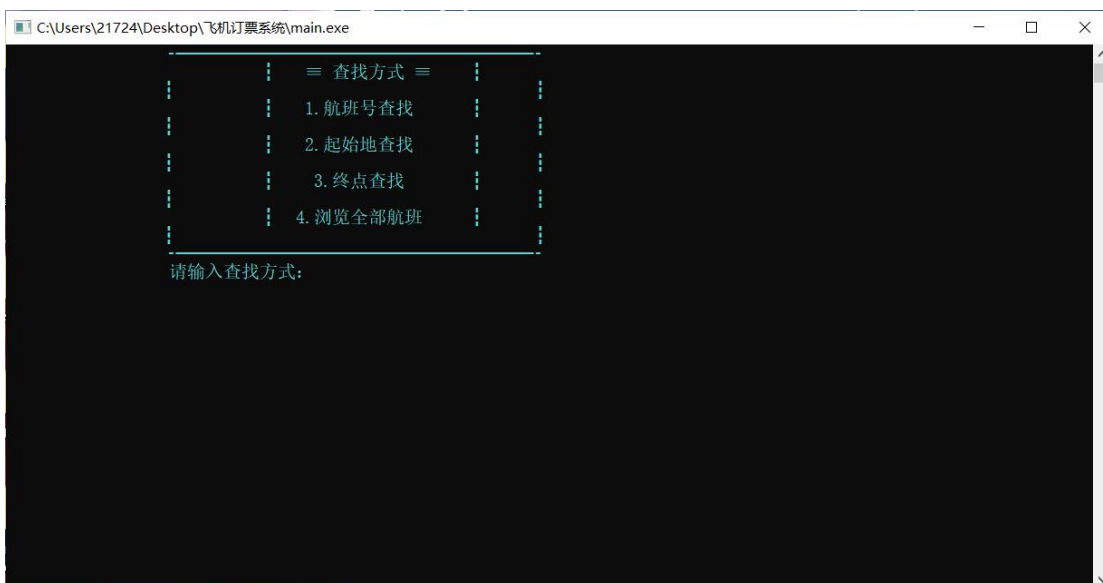 C:\Users\21724\Desktop\飞机订票系统\main.exe
≡ 查找方式 ≡
1.航班号查找
2.起始地查找
3.终点查找
4.浏览全部航班
请输入查找方式: